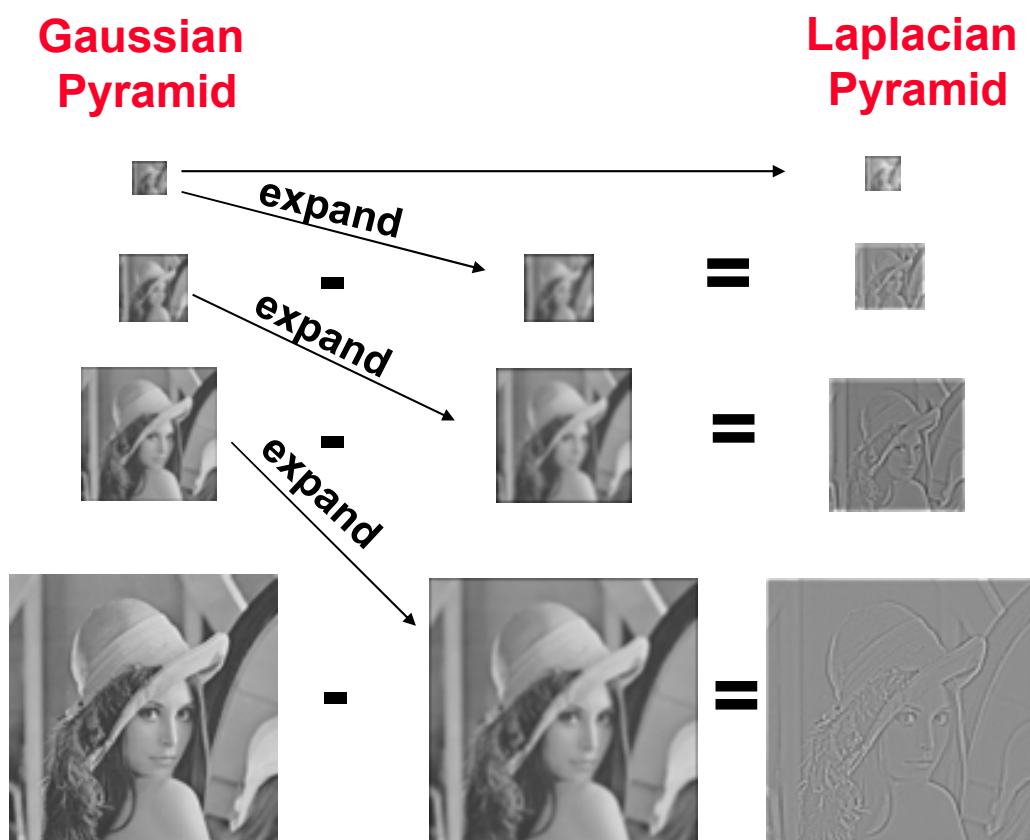 Gaussian
Pyramid
Laplacian
Pyramid
expand
-
=
expand
-
=
expand
-
=